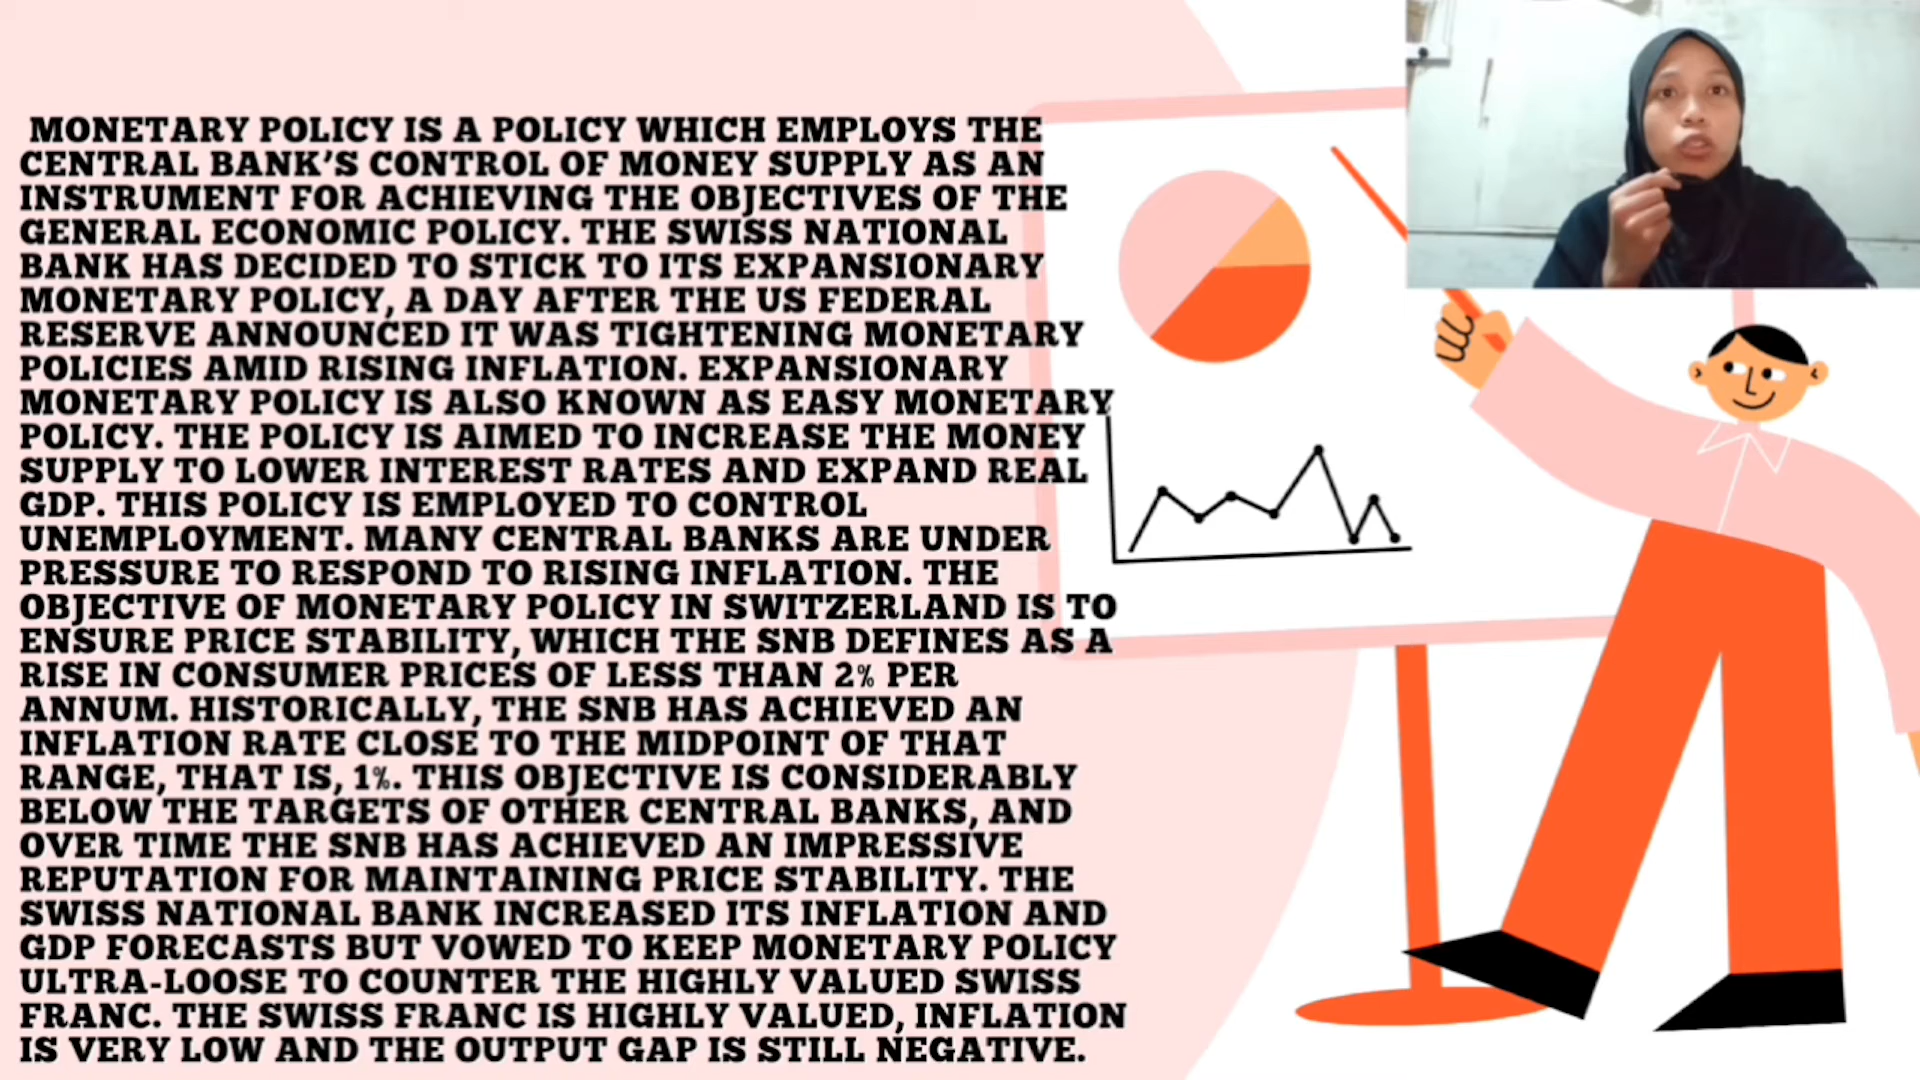 MONETARY POLICY IS A POLICY WHICH EMPLOYS THE
CENTRAL BANK'S CONTROL OF MONEY SUPPLY AS AN
INSTRUMENT FOR ACHIEVING THE OBJECTIVES OF THE
GENERAL ECONOMIC POLICY. THE SWISS NATIONAL
BANK HAS DECIDED TO STICK TO ITS EXPANSIONARY
MONETARY POLICY, A DAY AFTER THE US FEDERAL
RESERVE ANNOUNCED IT WAS TIGHTENING MONETARY
POLICIES AMID RISING INFLATION. EXPANSIONARY
MONETARY POLICY IS ALSO KNOWN AS EASY MONETARY
POLICY. THE POLICY IS AIMED TO INCREASE THE MONEY
SUPPLY TO LOWER INTEREST RATES AND EXPAND REAL
GDP. THIS POLICY IS EMPLOYED TO CONTROL
UNEMPLOYMENT. MANY CENTRAL BANKS ARE UNDER
PRESSURE TO RESPOND TO RISING INFLATION. THE
OBJECTIVE OF MONETARY POLICY IN SWITZERLAND IS TO
ENSURE PRICE STABILITY, WHICH THE SNB DEFINES AS A
RISE IN CONSUMER PRICES OF LESS THAN 2% PER
ANNUM. HISTORICALLY, THE SNB HAS ACHIEVED AN
INFLATION RATE CLOSE TO THE MIDPOINT OF THAT
RANGE, THAT IS, 1%. THIS OBJECTIVE IS CONSIDERABLY
BELOW THE TARGETS OF OTHER CENTRAL BANKS, AND
OVER TIME THE SNB HAS ACHIEVED AN IMPRESSIVE
REPUTATION FOR MAINTAINING PRICE STABILITY. THE
SWISS NATIONAL BANK INCREASED ITS INFLATION AND
GDP FORECASTS BUT VOWED TO KEEP MONETARY POLICY
ULTRA-LOOSE TO COUNTER THE HIGHLY VALUED SWISS
FRANC. THE SWISS FRANC IS HIGHLY VALUED, INFLATION
IS VERY LOW AND THE OUTPUT GAP IS STILL NEGATIVE.